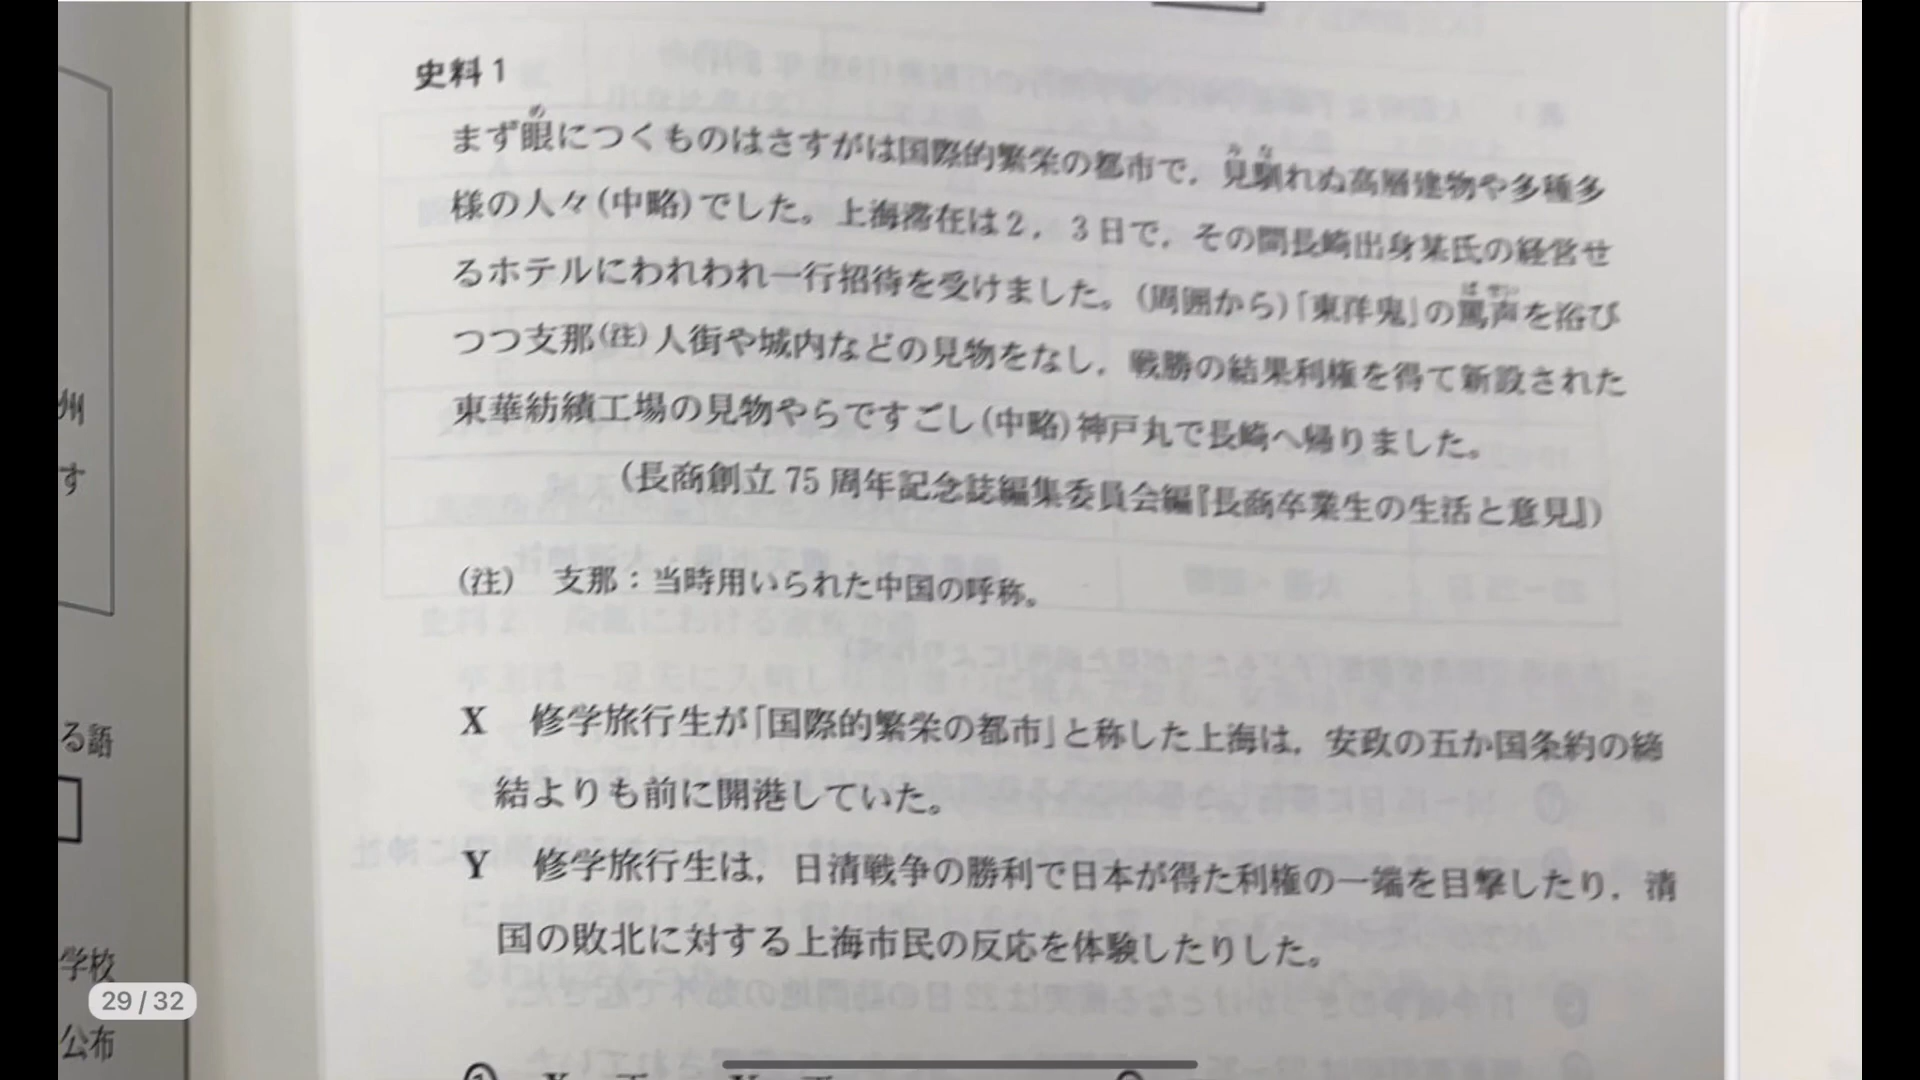 史料1
まず眼につくものはさすがは国際的繁栄の都市で，見馴れぬ高層建物や多種多
様の人々(中略)でした。上海滞在は2，3日で，その間長崎出身某氏の経営せ
るホテルにわれわれ一行招待を受けました。(周囲から)「東洋鬼」の罵声を浴び
つつ支那(注)人街や城内などの見物をなし，戦勝の結果利権を得て新設された
東華紡績工場の見物やらですごし(中略)神戸丸で長崎へ帰りました。
(長商創立75周年記念誌編集委員会編『長商卒業生の生活と意見』)
(注)　支那：当時用いられた中国の呼称。
X　修学旅行生が「国際的繁栄の都市」と称した上海は，安政の五か国条約の締
結よりも前に開港していた。
Y　修学旅行生は，日清戦争の勝利で日本が得た利権の一端を目撃したり，清
国の敗北に対する上海市民の反応を体験したりした。
州
す
る語
学校
公布
29/32